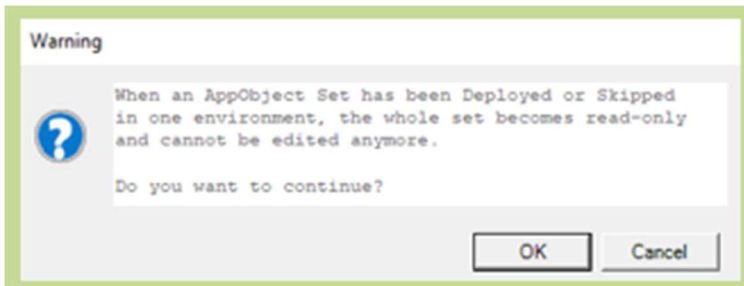 Warning
When an AppObject Set has been Deployed or Skipped
in one environment, the whole set becomes read-only
and cannot be edited anymore.
Do you want to continue?
OK Cancel